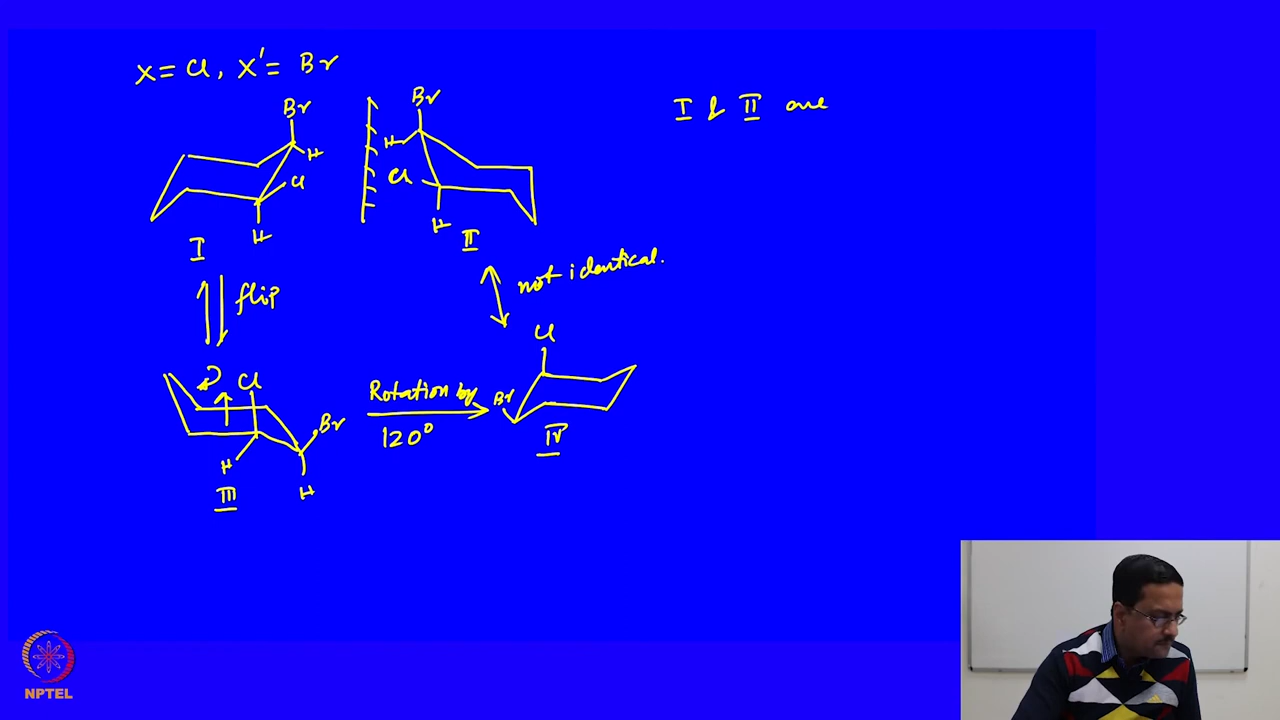 X = Cl, X' = Br
I & II are
Br
H
Cl
H
I
Br
H
Cl
H
II
flip
not identical.
Cl
Br
H
H
III
Rotation by
120°
Cl
Br
IV
NPTEL